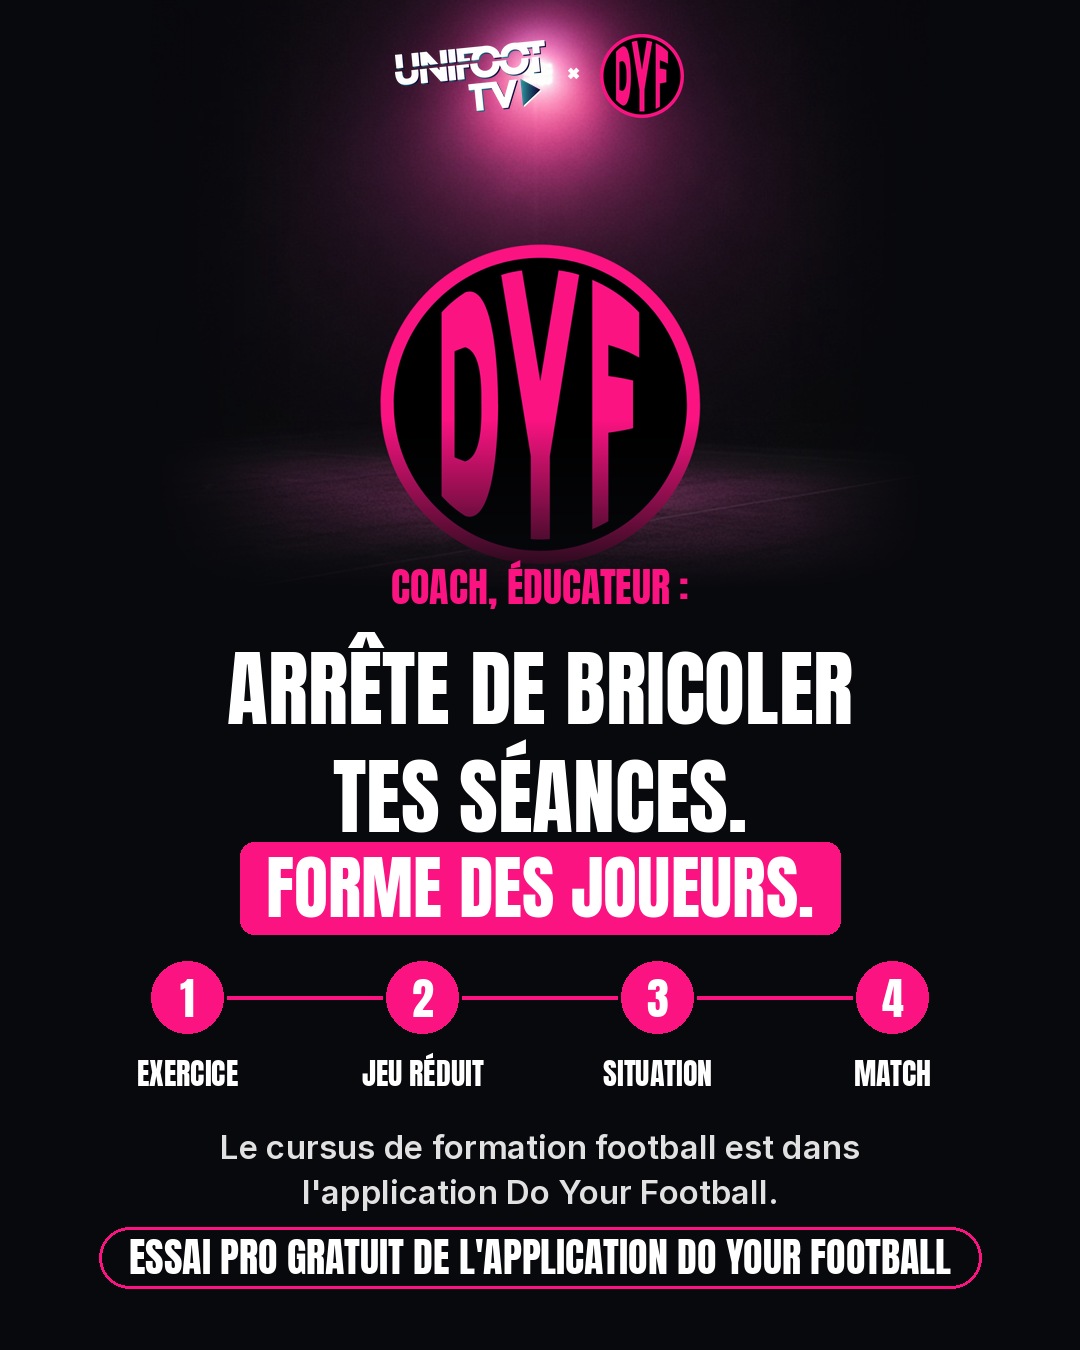 UNIFOOT
TV
× DYF
DYF
COACH, ÉDUCATEUR :
ARRÊTE DE BRICOLER
TES SÉANCES.
FORME DES JOUEURS.
1 2 3 4
EXERCICE JEU RÉDUIT SITUATION MATCH
Le cursus de formation football est dans
l'application Do Your Football.
ESSAI PRO GRATUIT DE L'APPLICATION DO YOUR FOOTBALL